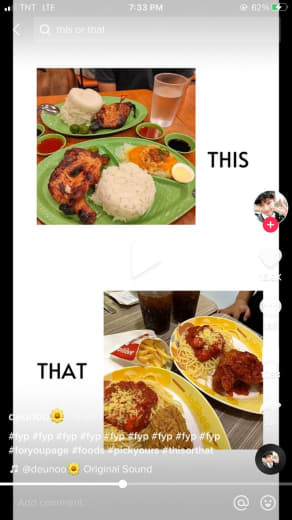 TNT LTE 7:33 PM 62%
this or that
THIS
THAT
deunoo🌼
#fyp #fyp #fyp #fyp #fyp #fyp #fyp #fyp #fyp
#foryoupage #foods #pickyours #thisorthat
@deunoo🌼 Original Sound
Add comment...